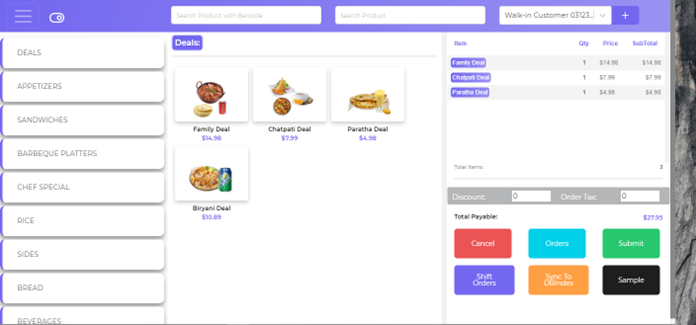 Search Product with Barcode
Search Product
Walk-in Customer 03123...
+
DEALS
APPETIZERS
SANDWICHES
BARBEQUE PLATTERS
CHEF SPECIAL
RICE
SIDES
BREAD
BEVERAGES
Deals:
Family Deal
$14.98
Chatpati Deal
$7.99
Paratha Deal
$4.98
Biryani Deal
$10.89
Item Qty Price SubTotal
Family Deal 1 $14.98 $14.98
Chatpati Deal 1 $7.99 $7.99
Paratha Deal 1 $4.98 $4.98
Total Items 3
Discount: 0 Order Tax: 0
Total Payable: $27.95
Cancel
Orders
Submit
Shift Orders
Sync To DBIndex
Sample